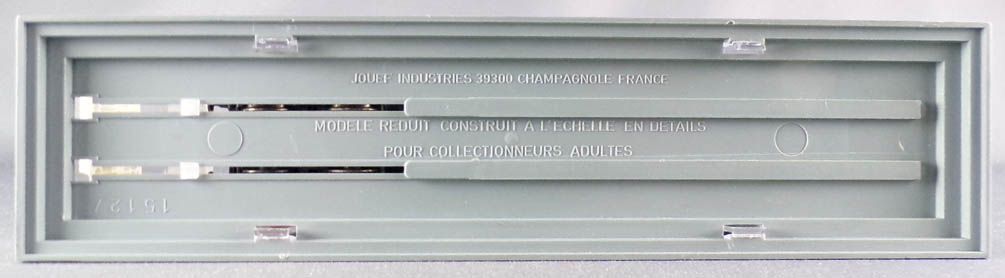 JOUEF INDUSTRIES 39300 CHAMPAGNOLE FRANCE
MODELE REDUIT CONSTRUIT A L'ECHELLE EN DETAILS
POUR COLLECTIONNEURS ADULTES
15127